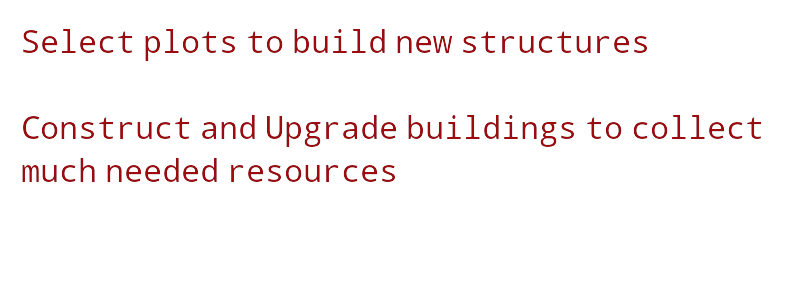 Select plots to build new structures
Construct and Upgrade buildings to collect
much needed resources